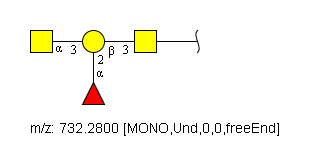 α 3 β 3
2
α
m/z: 732.2800 [MONO,Und,0,0,freeEnd]